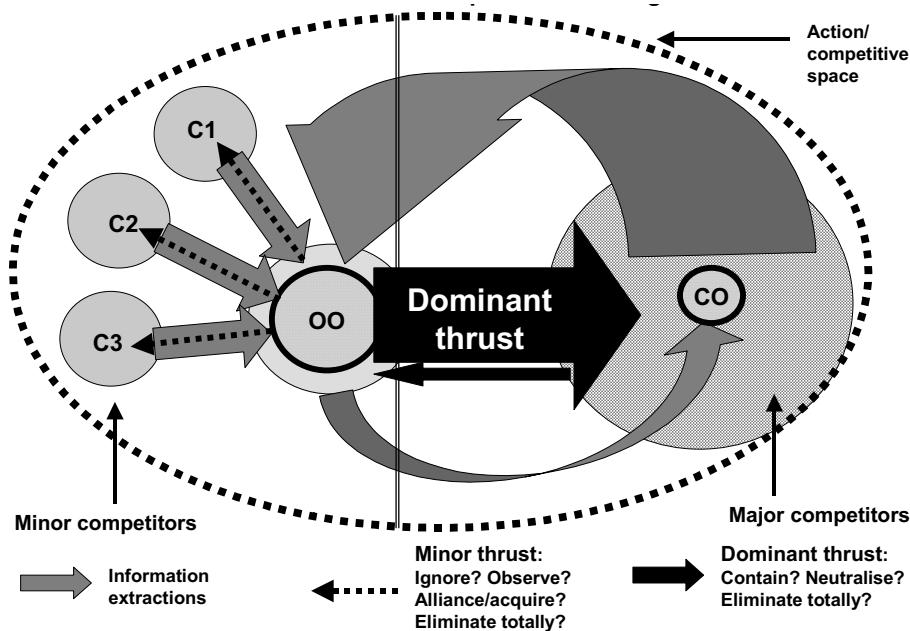 Action/
competitive
space
C1
C2
C3
OO
Dominant
thrust
CO
Minor competitors
Major competitors
Information
extractions
Minor thrust:
Ignore? Observe?
Alliance/acquire?
Eliminate totally?
Dominant thrust:
Contain? Neutralise?
Eliminate totally?